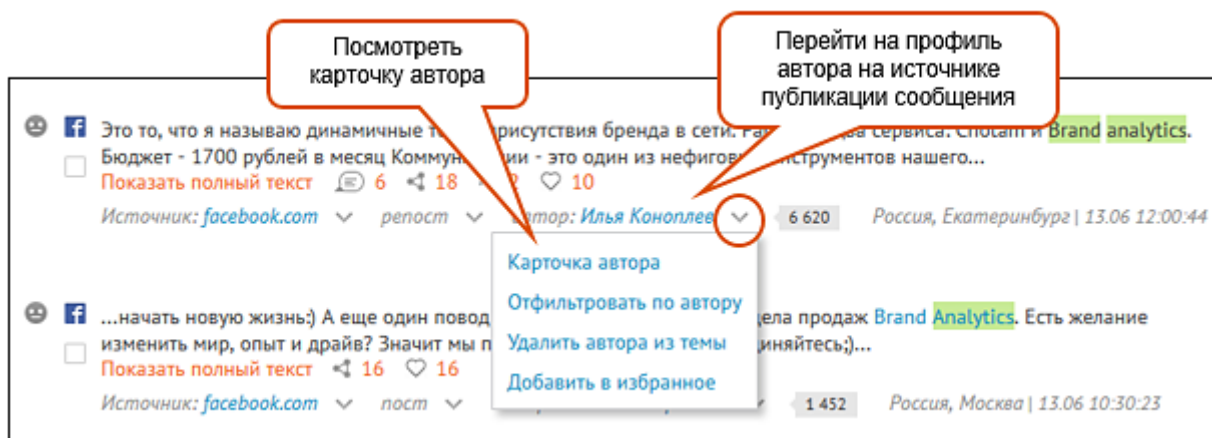 Посмотреть
карточку автора
Перейти на профиль
автора на источнике
публикации сообщения
Это то, что я называю динамичные присутствия бренда в сети. сервиса: Brand analytics.
Бюджет - 1700 рублей в месяц - это один из нашего...
Показать полный текст 6 18 2 10
Источник: facebook.com репост автор: Илья Коноплев 6 620 Россия, Екатеринбург | 13.06 12:00:44
Карточка автора
Отфильтровать по автору
Удалить автора из темы
Добавить в избранное
...начать новую жизнь:) А еще один повод продаж Brand Analytics. Есть желание
изменить мир, опыт и драйв? Значит мы
Показать полный текст 16 16
Источник: facebook.com пост 1 452 Россия, Москва | 13.06 10:30:23